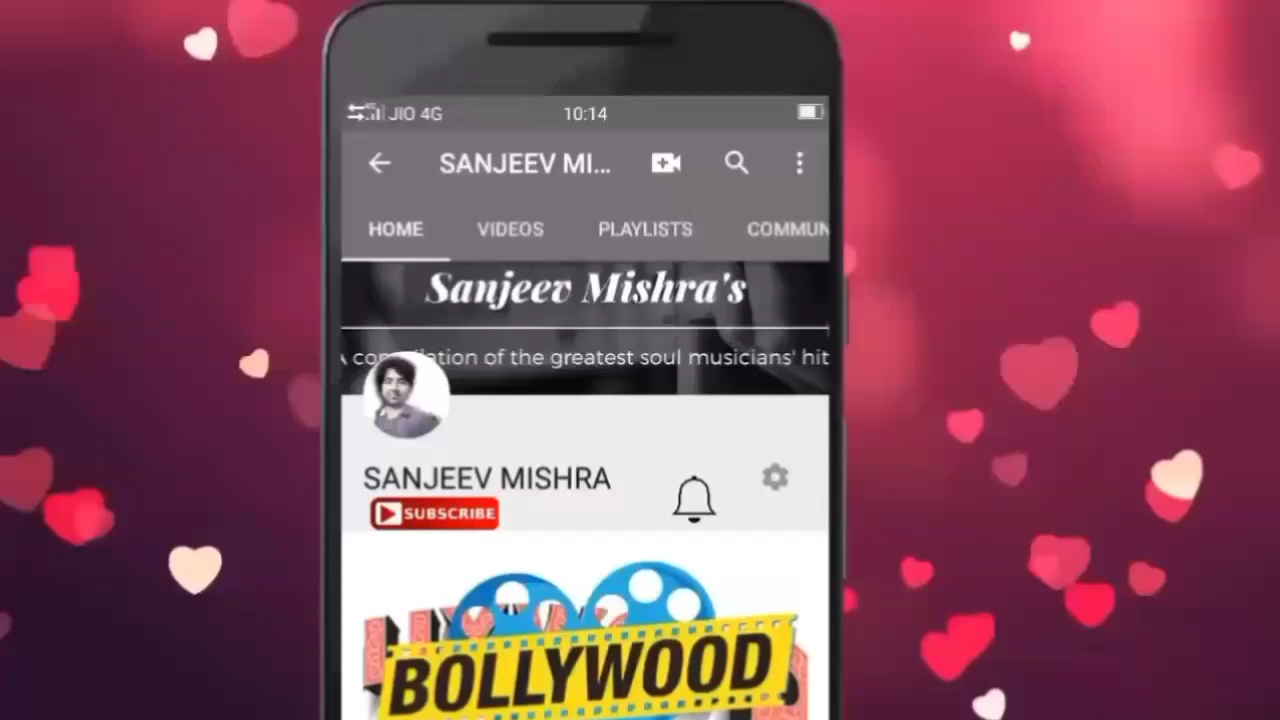 JIO 4G 10:14
SANJEEV MI...
HOME VIDEOS PLAYLISTS COMMUN
Sanjeev Mishra's
of the greatest soul musicians' hit
SANJEEV MISHRA
SUBSCRIBE
BOLLYWOOD